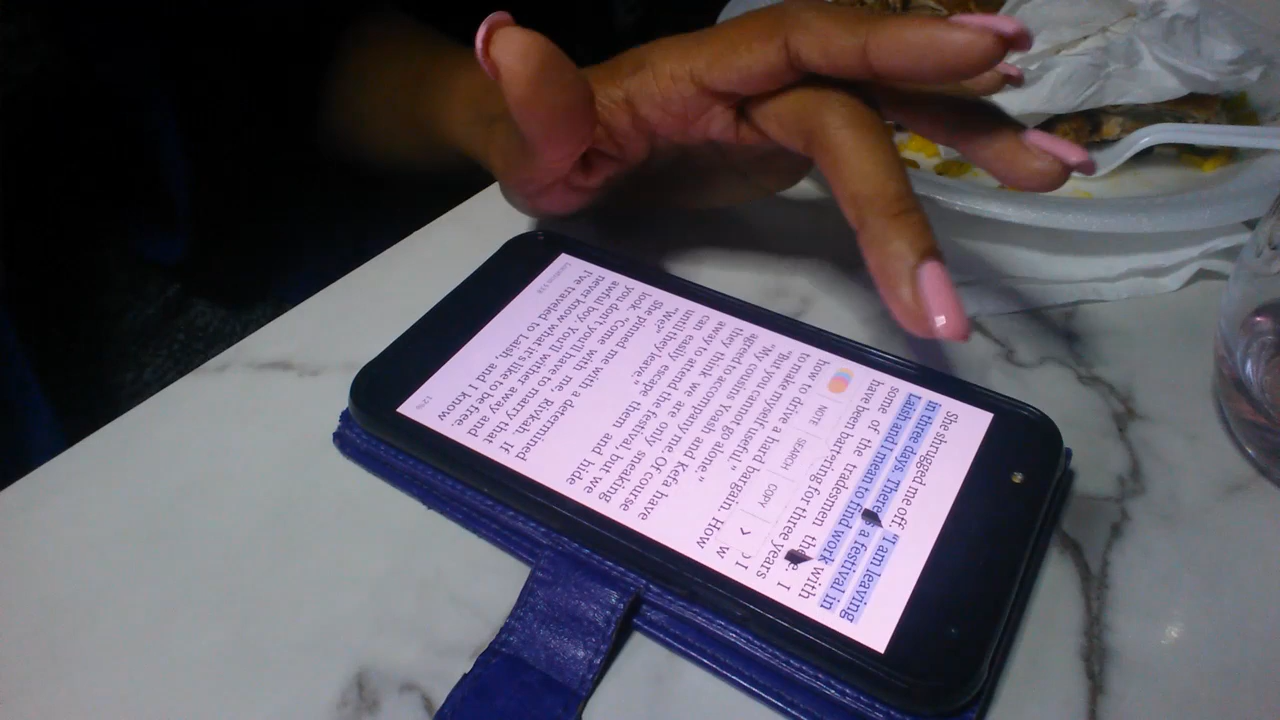 she shrugged me off. "I am leaving
in three days. There's a festival in
Laish and I mean to find work with
some of the tradesmen there. I
have been bartering for three years
NOTE SEARCH COPY
how to drive a hard bargain. How
to make myself useful."
"But you cannot go alone."
"My cousins Yoash and Kefa have
agreed to accompany me. Of course
they think we are only sneaking
away to attend the festival, but we
can easily escape them and hide
until they leave."
"We?"
She pinned me with a determined
look. "Come with me, Rivkah. If
you don't, you'll have to marry that
awful boy. You'll wither away and
never know what it's like to be free.
I've traveled to Laish, and I know
Location 12%